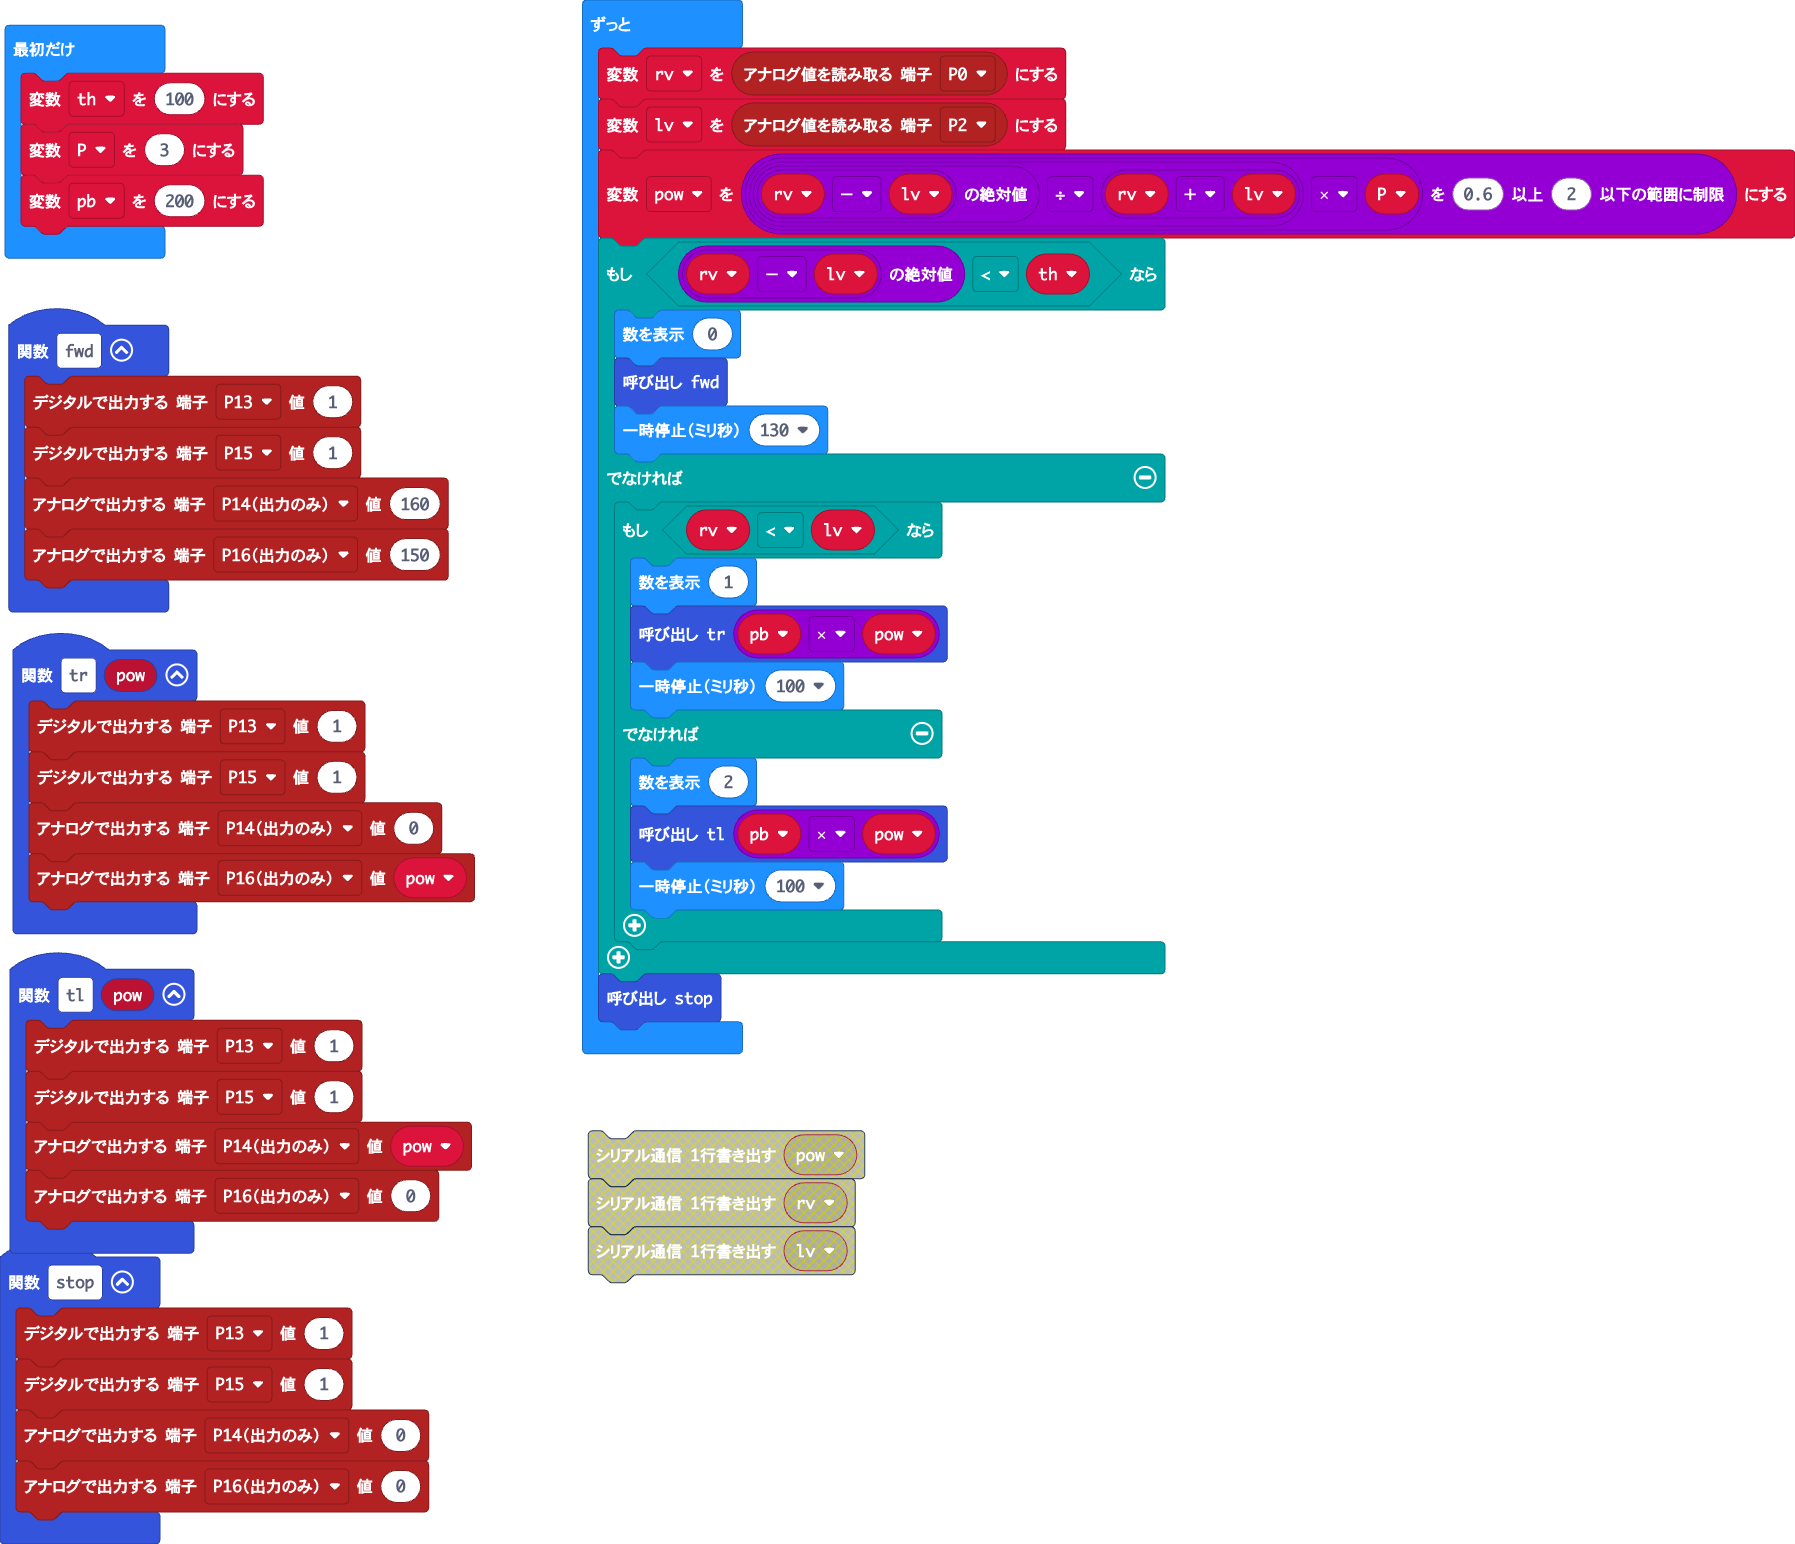 最初だけ
変数 th を 100 にする
変数 P を 3 にする
変数 pb を 200 にする
関数 fwd
デジタルで出力する 端子 P13 値 1
デジタルで出力する 端子 P15 値 1
アナログで出力する 端子 P14(出力のみ) 値 160
アナログで出力する 端子 P16(出力のみ) 値 150
関数 tr pow
デジタルで出力する 端子 P13 値 1
デジタルで出力する 端子 P15 値 1
アナログで出力する 端子 P14(出力のみ) 値 0
アナログで出力する 端子 P16(出力のみ) 値 pow
関数 tl pow
デジタルで出力する 端子 P13 値 1
デジタルで出力する 端子 P15 値 1
アナログで出力する 端子 P14(出力のみ) 値 pow
アナログで出力する 端子 P16(出力のみ) 値 0
関数 stop
デジタルで出力する 端子 P13 値 1
デジタルで出力する 端子 P15 値 1
アナログで出力する 端子 P14(出力のみ) 値 0
アナログで出力する 端子 P16(出力のみ) 値 0
ずっと
変数 rv を アナログ値を読み取る 端子 P0 にする
変数 lv を アナログ値を読み取る 端子 P2 にする
変数 pow を rv - lv の絶対値 ÷ rv + lv × P を 0.6 以上 2 以下の範囲に制限 にする
もし rv - lv の絶対値 < th なら
数を表示 0
呼び出し fwd
一時停止(ミリ秒) 130
でなければ
もし rv < lv なら
数を表示 1
呼び出し tr pb × pow
一時停止(ミリ秒) 100
でなければ
数を表示 2
呼び出し tl pb × pow
一時停止(ミリ秒) 100
呼び出し stop
シリアル通信 1行書き出す pow
シリアル通信 1行書き出す rv
シリアル通信 1行書き出す lv